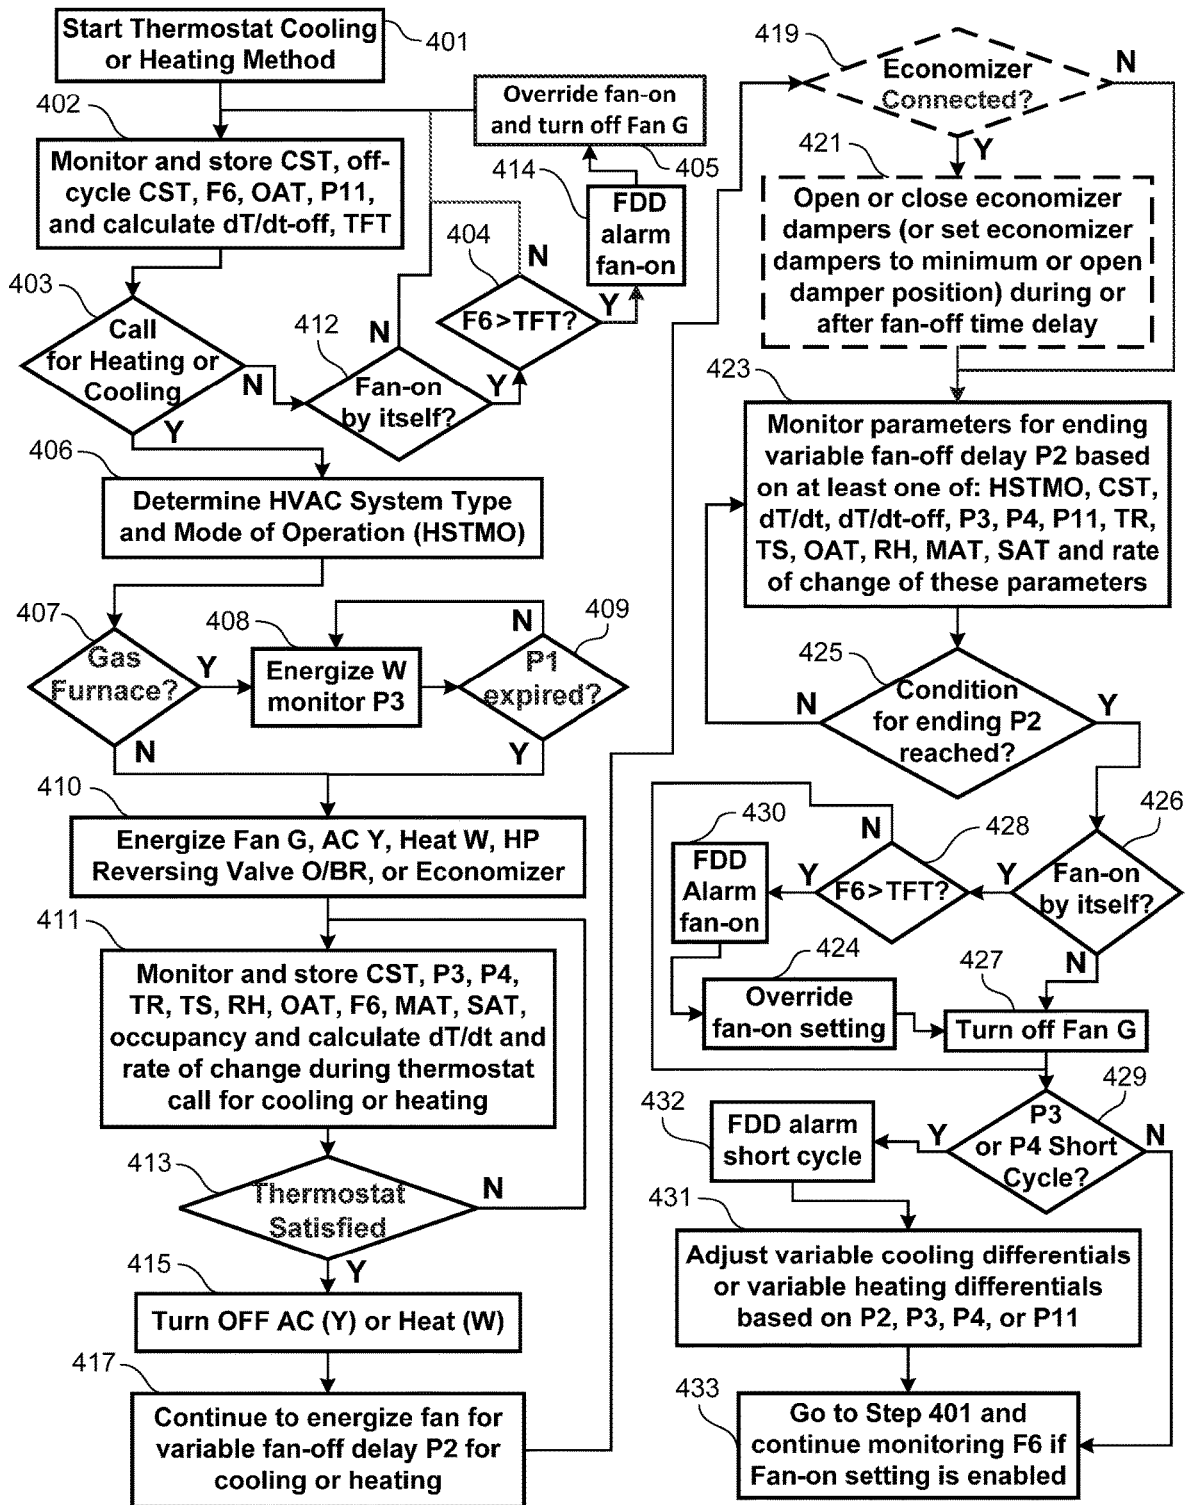 Start Thermostat Cooling
or Heating Method
401
402
Monitor and store CST, off-
cycle CST, F6, OAT, P11,
and calculate dT/dt-off, TFT
403
Call
for Heating or
Cooling
N
Y
412
Fan-on
by itself?
N
Y
404
F6>TFT?
N
Y
414
FDD
alarm
fan-on
Override fan-on
and turn off Fan G
405
406
Determine HVAC System Type
and Mode of Operation (HSTMO)
407
Gas
Furnace?
Y
N
408
Energize W
monitor P3
409
P1
expired?
N
Y
410
Energize Fan G, AC Y, Heat W, HP
Reversing Valve O/BR, or Economizer
411
Monitor and store CST, P3, P4,
TR, TS, RH, OAT, F6, MAT, SAT,
occupancy and calculate dT/dt and
rate of change during thermostat
call for cooling or heating
413
Thermostat
Satisfied
N
Y
415
Turn OFF AC (Y) or Heat (W)
417
Continue to energize fan for
variable fan-off delay P2 for
cooling or heating
419
Economizer
Connected?
N
Y
421
Open or close economizer
dampers (or set economizer
dampers to minimum or open
damper position) during or
after fan-off time delay
423
Monitor parameters for ending
variable fan-off delay P2 based
on at least one of: HSTMO, CST,
dT/dt, dT/dt-off, P3, P4, P11, TR,
TS, OAT, RH, MAT, SAT and rate
of change of these parameters
425
Condition
for ending P2
reached?
N
Y
426
Fan-on
by itself?
Y
N
428
F6>TFT?
N
Y
430
FDD
Alarm
fan-on
424
Override
fan-on setting
427
Turn off Fan G
429
P3
or P4 Short
Cycle?
Y
N
432
FDD alarm
short cycle
431
Adjust variable cooling differentials
or variable heating differentials
based on P2, P3, P4, or P11
433
Go to Step 401 and
continue monitoring F6 if
Fan-on setting is enabled